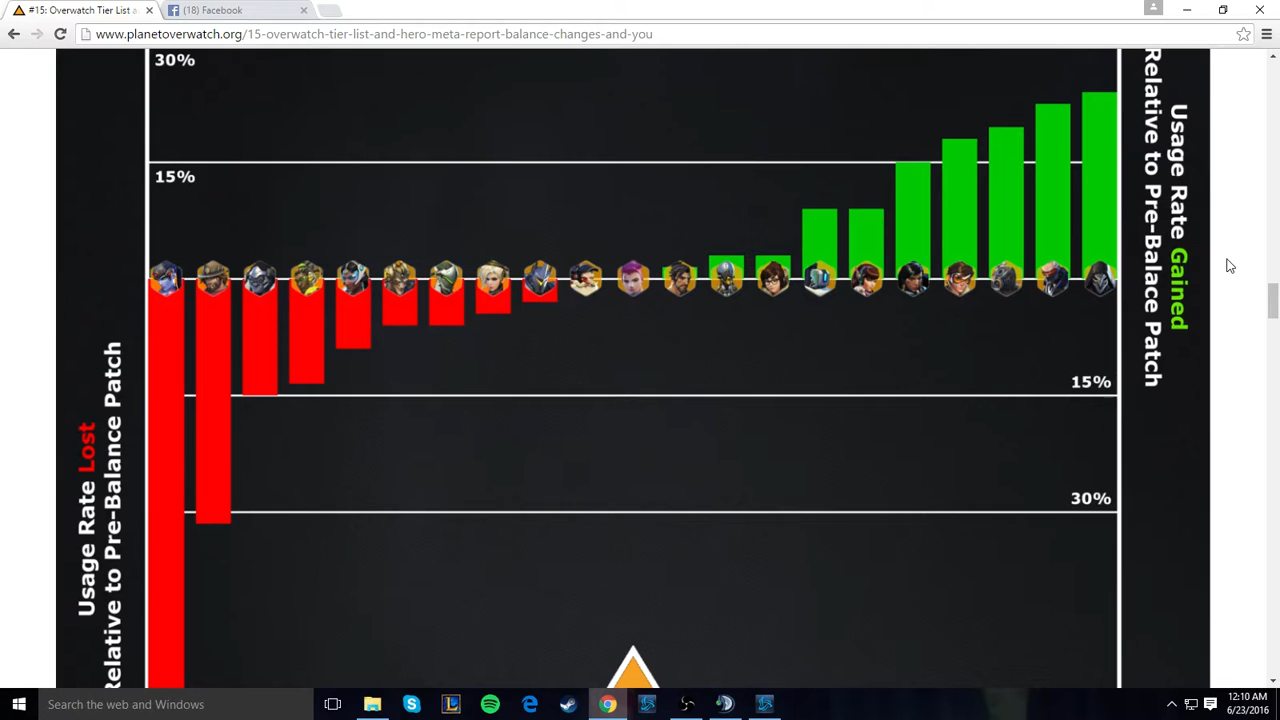 #15: Overwatch Tier List a
(18) Facebook
www.planetoverwatch.org/15-overwatch-tier-list-and-hero-meta-report-balance-changes-and-you
30%
15%
15%
30%
Usage Rate Lost
Relative to Pre-Balance Patch
Usage Rate Gained
Relative to Pre-Balace Patch
Search the web and Windows
12:10 AM
6/23/2016